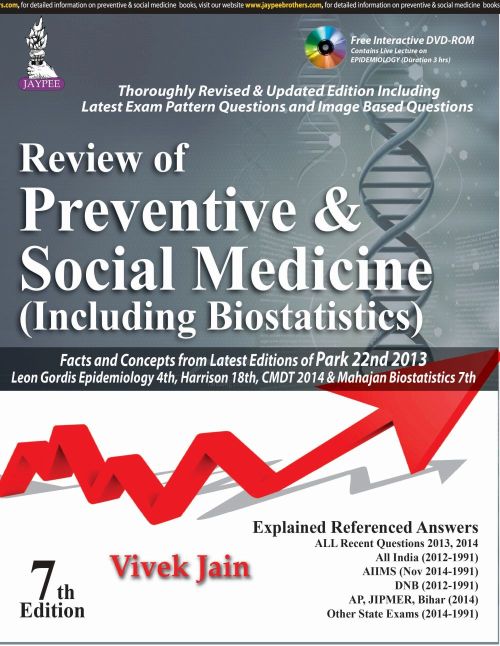 rs.com, for detailed information on preventive & social medicine books, visit our website www.jaypeebrothers.com, for detailed information on preventive & social medicine books
JAYPEE
Free Interactive DVD-ROM
Contains Live Lecture on
EPIDEMIOLOGY (Duration 3 hrs)
Thoroughly Revised & Updated Edition Including
Latest Exam Pattern Questions and Image Based Questions
Review of
Preventive &
Social Medicine
(Including Biostatistics)
Facts and Concepts from Latest Editions of Park 22nd 2013
Leon Gordis Epidemiology 4th, Harrison 18th, CMDT 2014 & Mahajan Biostatistics 7th
Explained Referenced Answers
ALL Recent Questions 2013, 2014
All India (2012-1991)
AIIMS (Nov 2014-1991)
DNB (2012-1991)
AP, JIPMER, Bihar (2014)
Other State Exams (2014-1991)
Vivek Jain
7th
Edition